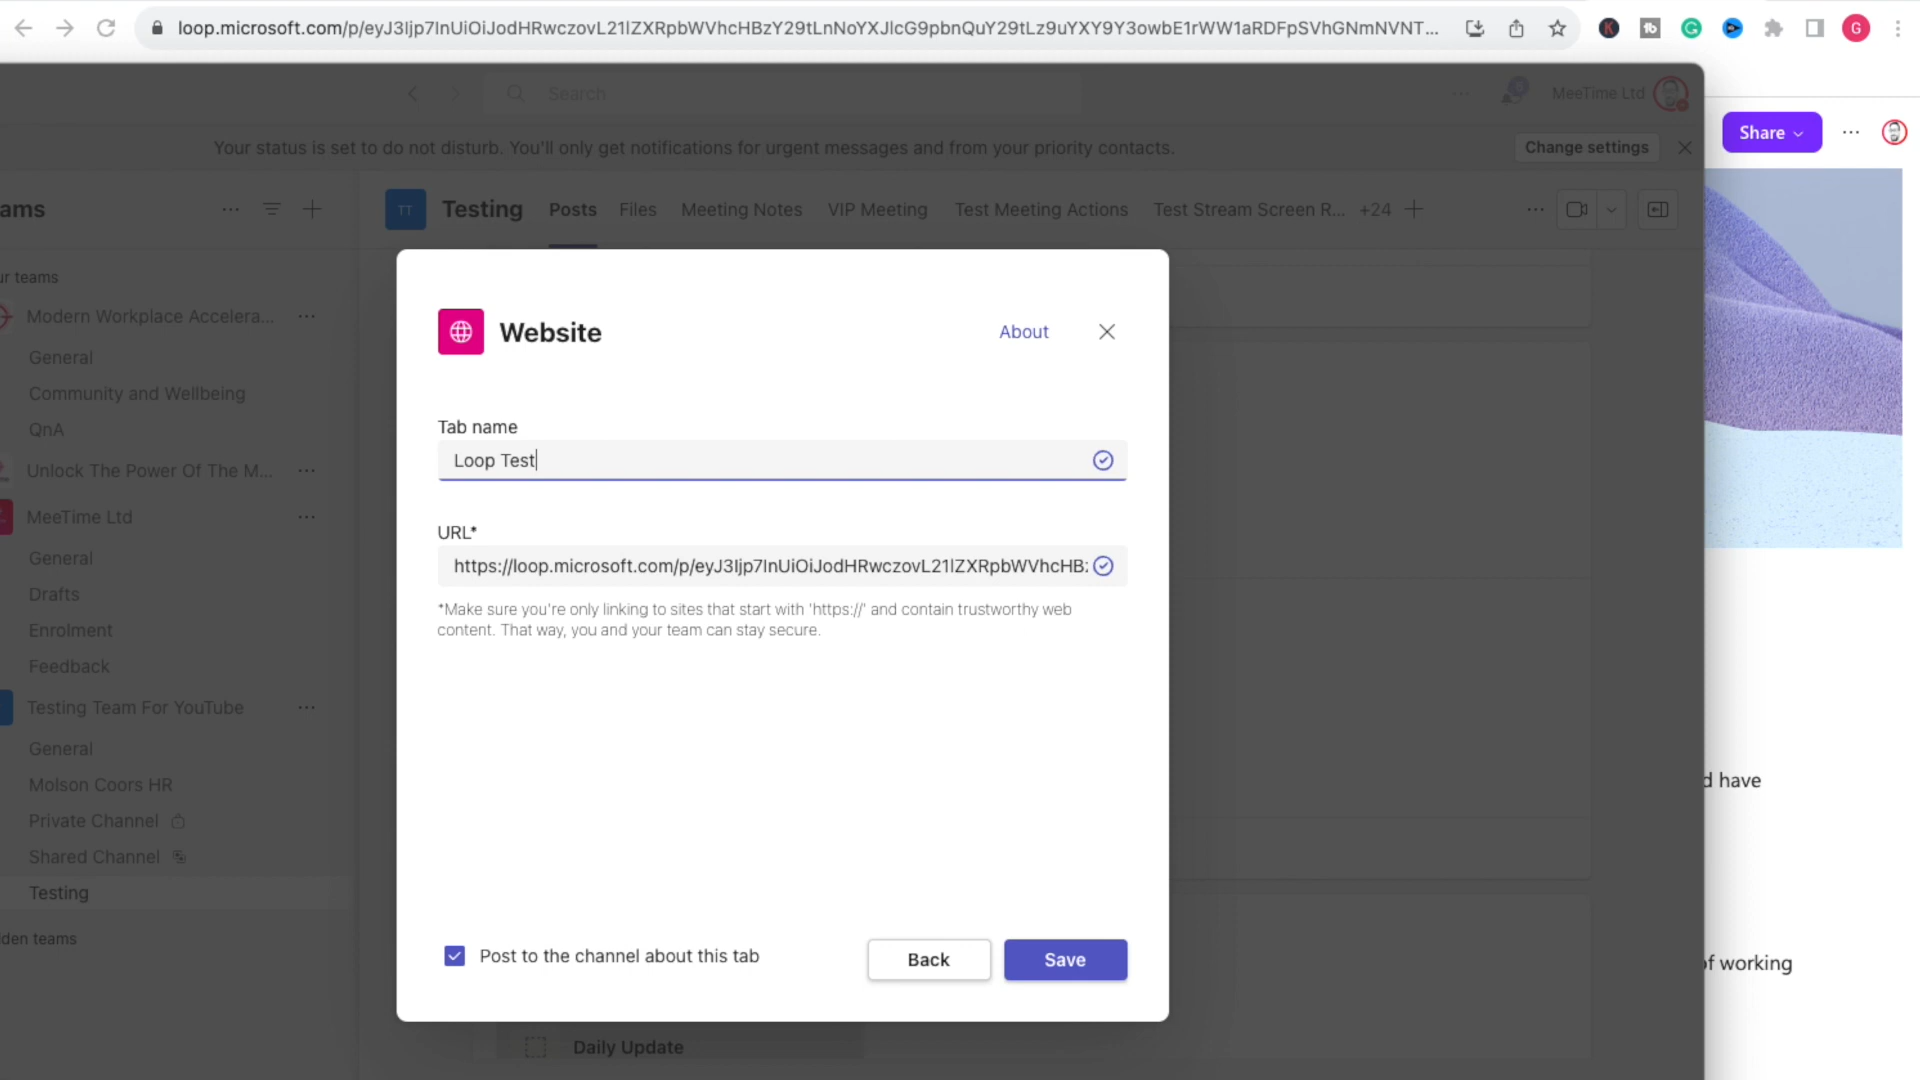 loop.microsoft.com/p/eyJ3Ijp7InUiOiJodHRwczovL21lZXRpbWVhcHBzY29tLnNoYXJlcG9pbnQuY29tLz9uYXY9Y3owbE1rWW1aRDFpSVhGNmNVNT...
G
Search
MeeTime Ltd
Your status is set to do not disturb. You'll only get notifications for urgent messages and from your priority contacts.
Change settings
Share
ams
TT
Testing
Posts
Files
Meeting Notes
VIP Meeting
Test Meeting Actions
Test Stream Screen R...
+24
ur teams
Modern Workplace Accelera...
General
Community and Wellbeing
QnA
Unlock The Power Of The M...
MeeTime Ltd
General
Drafts
Enrolment
Feedback
Testing Team For YouTube
General
Molson Coors HR
Private Channel
Shared Channel
Testing
den teams
Website
About
Tab name
Loop Test
URL*
https://loop.microsoft.com/p/eyJ3Ijp7InUiOiJodHRwczovL21lZXRpbWVhcHB
*Make sure you're only linking to sites that start with 'https://' and contain trustworthy web
content. That way, you and your team can stay secure.
Post to the channel about this tab
Back
Save
Daily Update
d have
of working